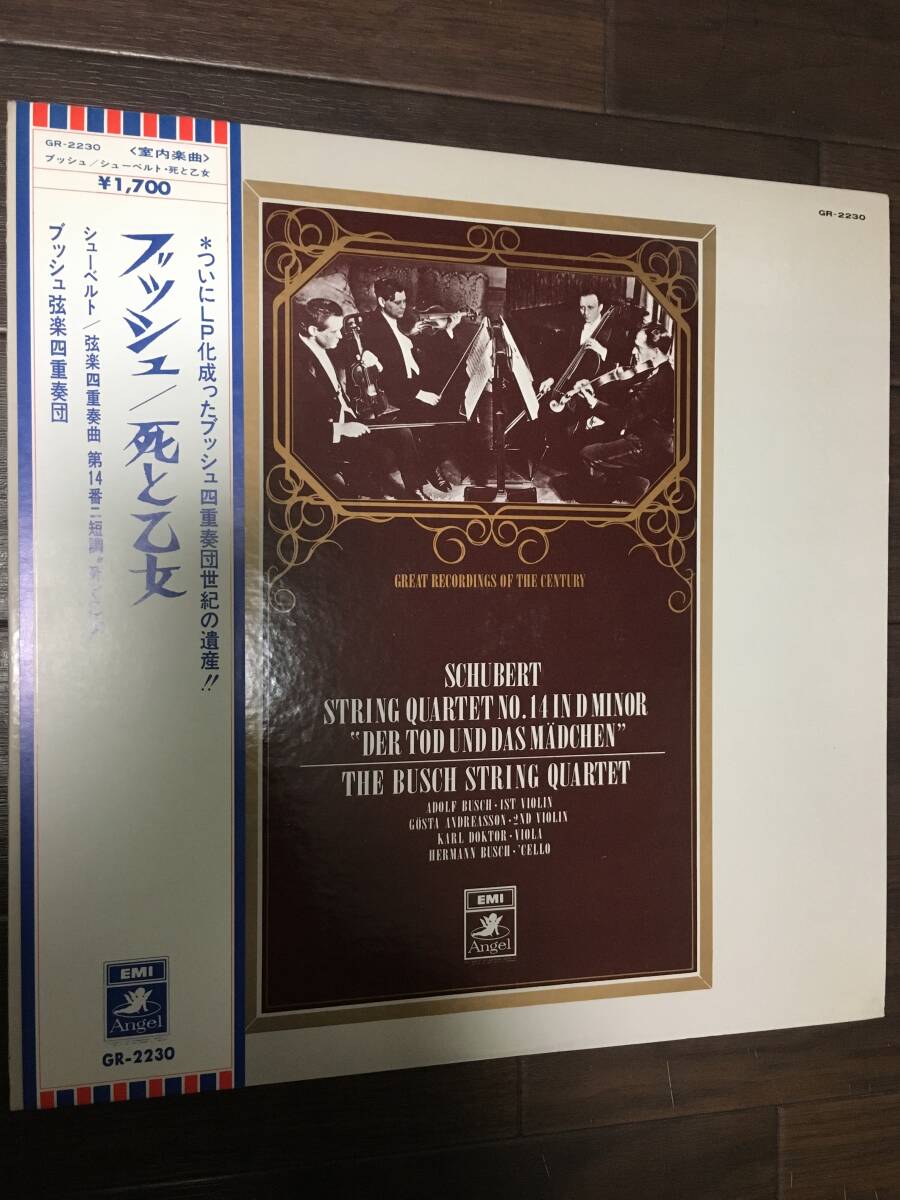 GR-2230 〈室内楽曲〉
ブッシュ/シューベルト・死と乙女
¥1,700
*ついにLP化成ったブッシュ四重奏団世紀の遺産!!
ブッシュ/死と乙女
シューベルト/弦楽四重奏曲 第14番ニ短調
ブッシュ弦楽四重奏団
EMI
Angel
GR-2230
GR-2230
GREAT RECORDINGS OF THE CENTURY
SCHUBERT
STRING QUARTET NO.14 IN D MINOR
“DER TOD UND DAS MÄDCHEN”
THE BUSCH STRING QUARTET
ADOLF BUSCH·1ST VIOLIN
GÖSTA ANDREASSON·2ND VIOLIN
KARL DOKTOR·VIOLA
HERMANN BUSCH·'CELLO
EMI
Angel